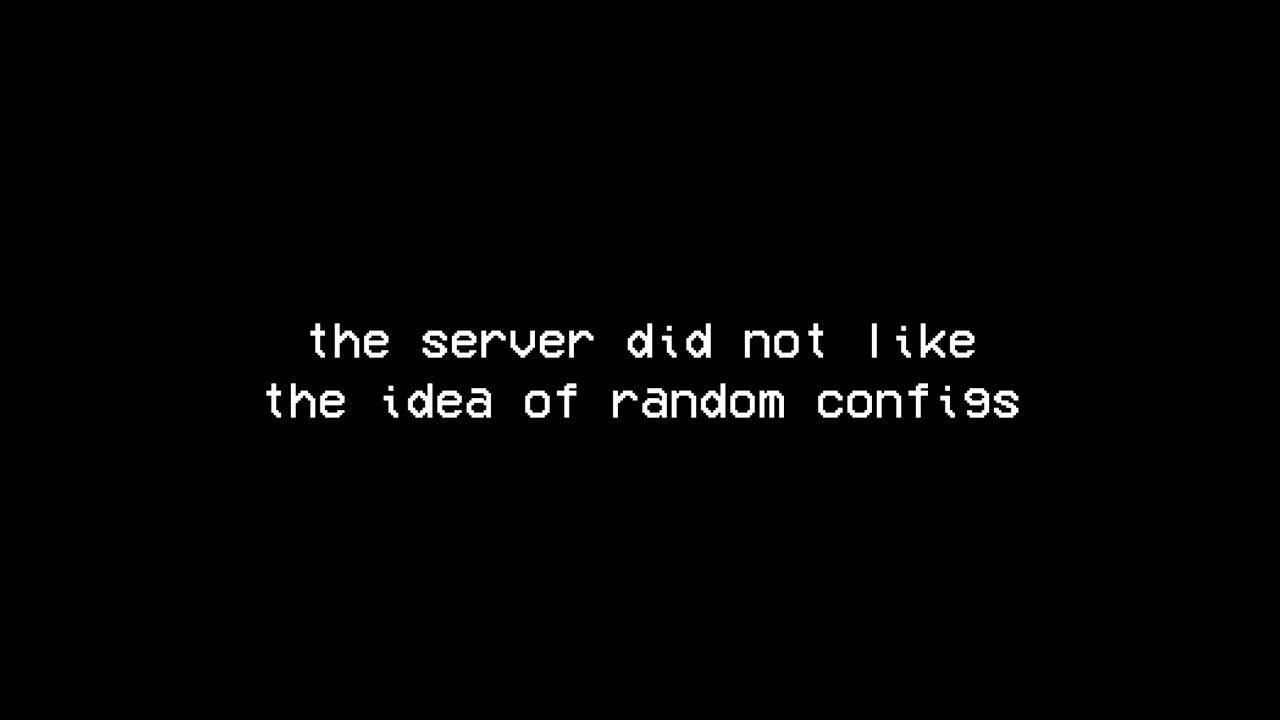 the server did not like
the idea of random configs